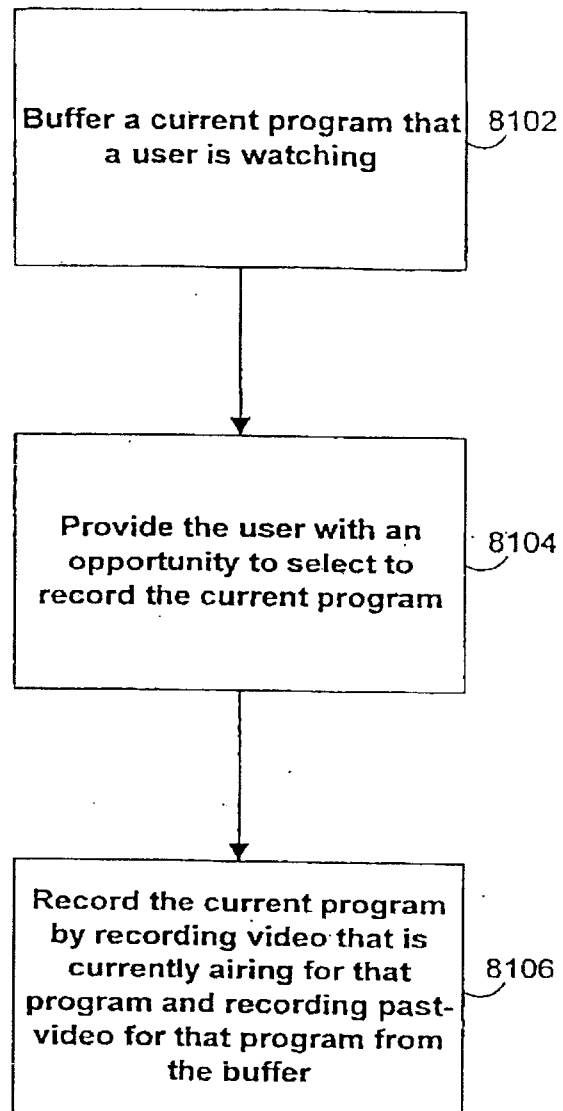 Buffer a current program that
a user is watching
8102
Provide the user with an
opportunity to select to
record the current program
8104
Record the current program
by recording video that is
currently airing for that
program and recording past-
video for that program from
the buffer
8106